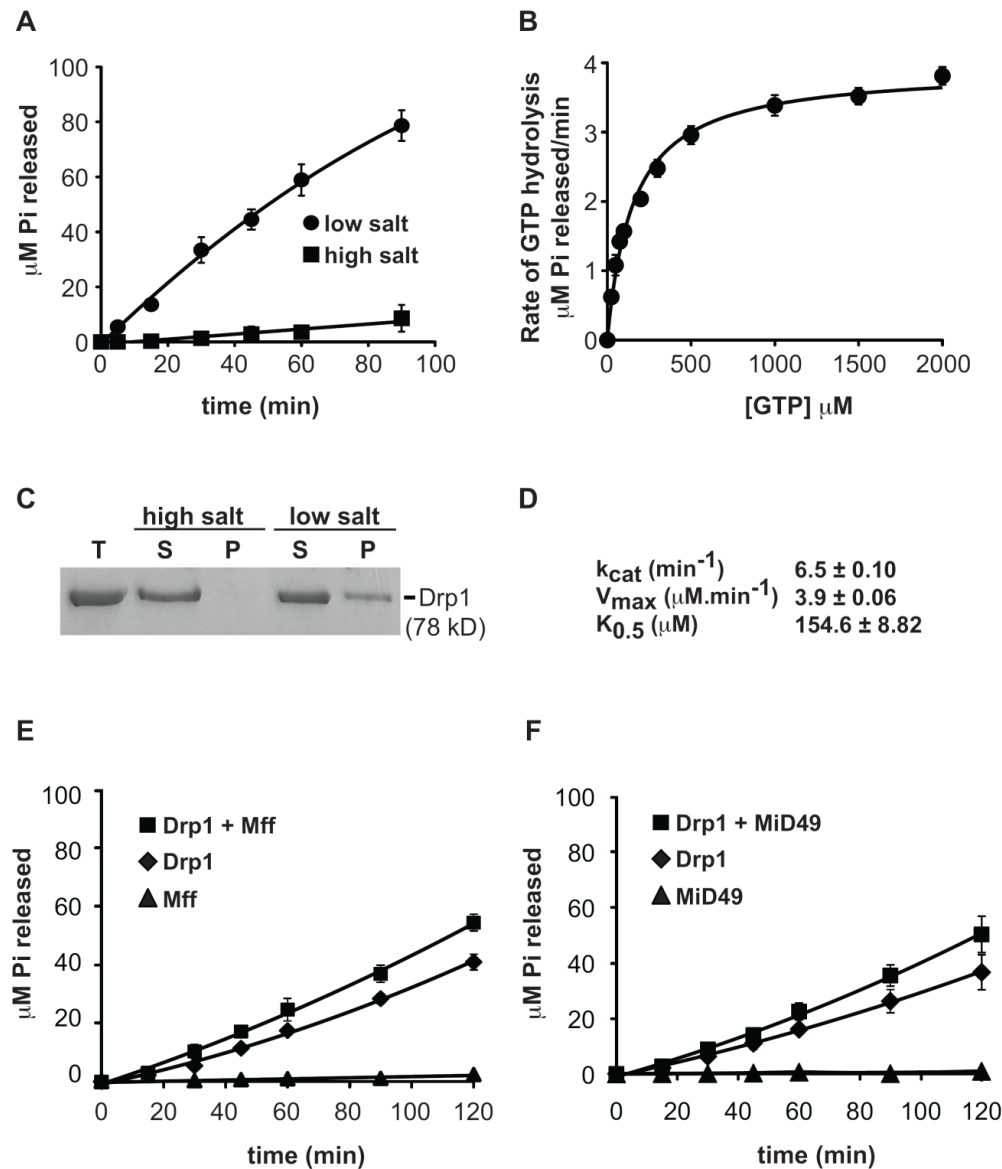 A
100
80
60
40
20
0
μM Pi released
low salt
high salt
0 20 40 60 80 100
time (min)
B
4
3
2
1
0
Rate of GTP hydrolysis
μM Pi released/min
0 500 1000 1500 2000
[GTP] μM
C
high salt low salt
T S P S P
Drp1
(78 kD)
D
kcat (min-1) 6.5 ± 0.10
Vmax (μM.min-1) 3.9 ± 0.06
K0.5 (μM) 154.6 ± 8.82
E
100
80
60
40
20
0
μM Pi released
Drp1 + Mff
Drp1
Mff
0 20 40 60 80 100 120
time (min)
F
100
80
60
40
20
0
μM Pi released
Drp1 + MiD49
Drp1
MiD49
0 20 40 60 80 100 120
time (min)